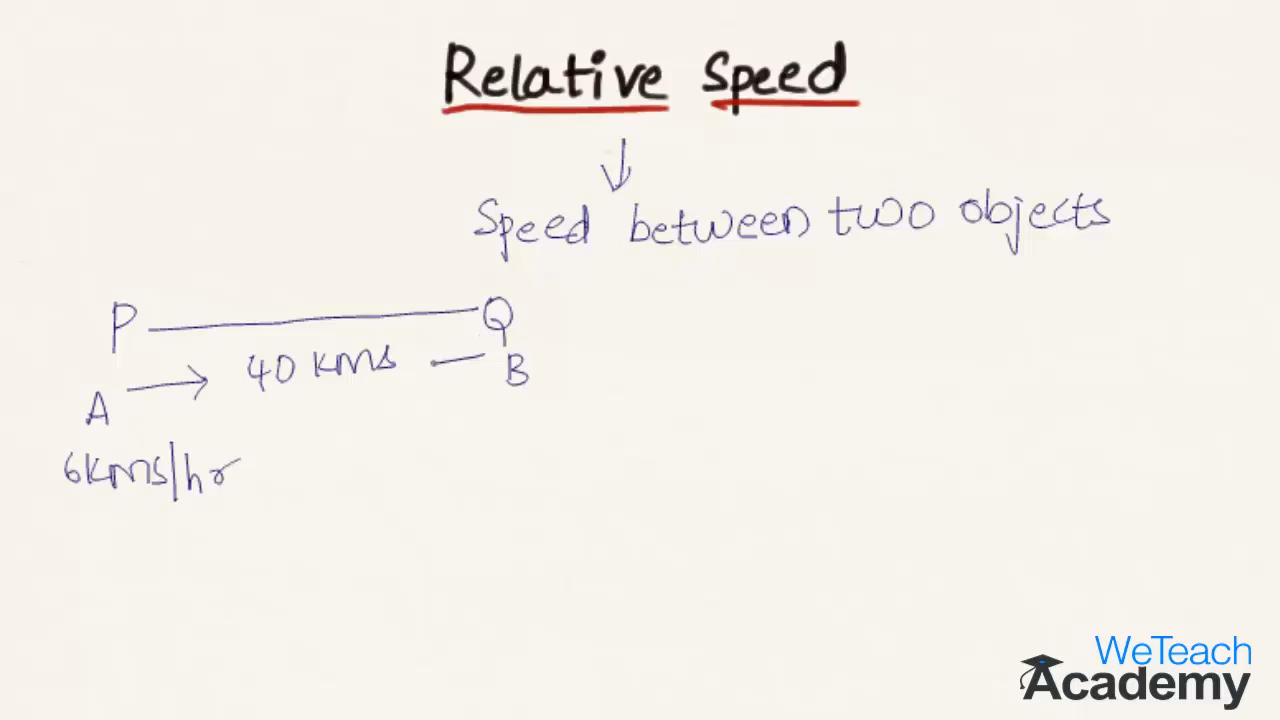 Relative Speed
Speed between two objects
P Q
40 KMS
A B
6KMS/hr
WeTeach
Academy